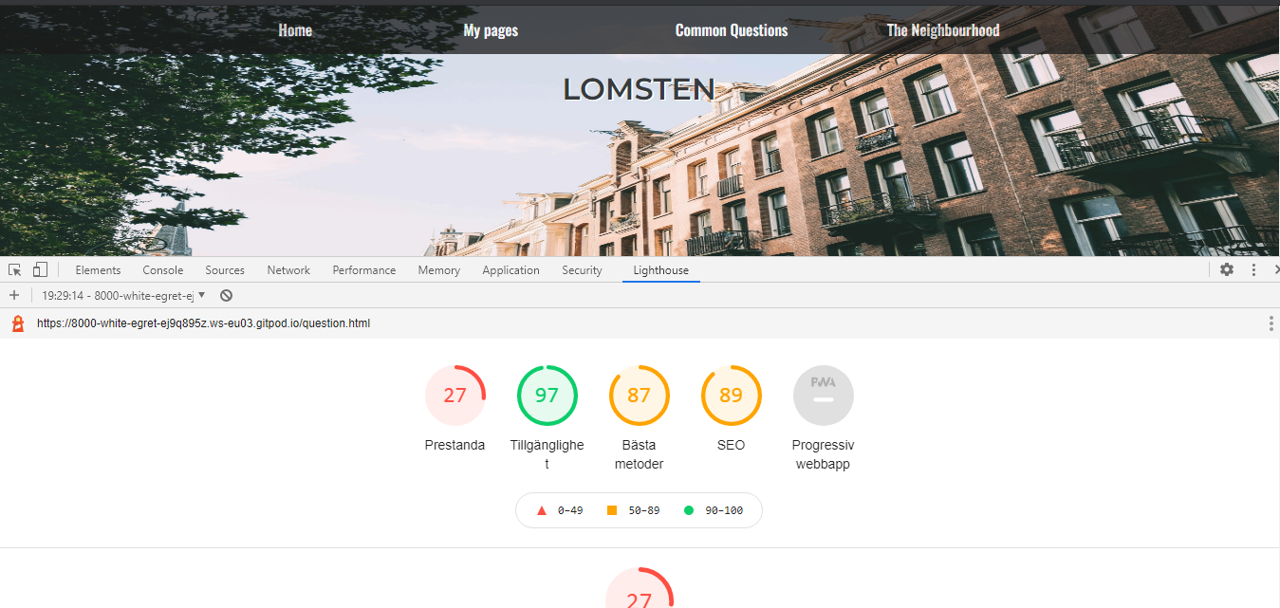 Home My pages Common Questions The Neighbourhood
LOMSTEN
Elements Console Sources Network Performance Memory Application Security Lighthouse
19:29:14 - 8000-white-egret-ej
https://8000-white-egret-ej9q895z.ws-eu03.gitpod.io/question.html
27 97 87 89 PWA
Prestanda Tillgänglighe Bästa SEO Progressiv
t metoder webbapp
0–49 50–89 90–100
27